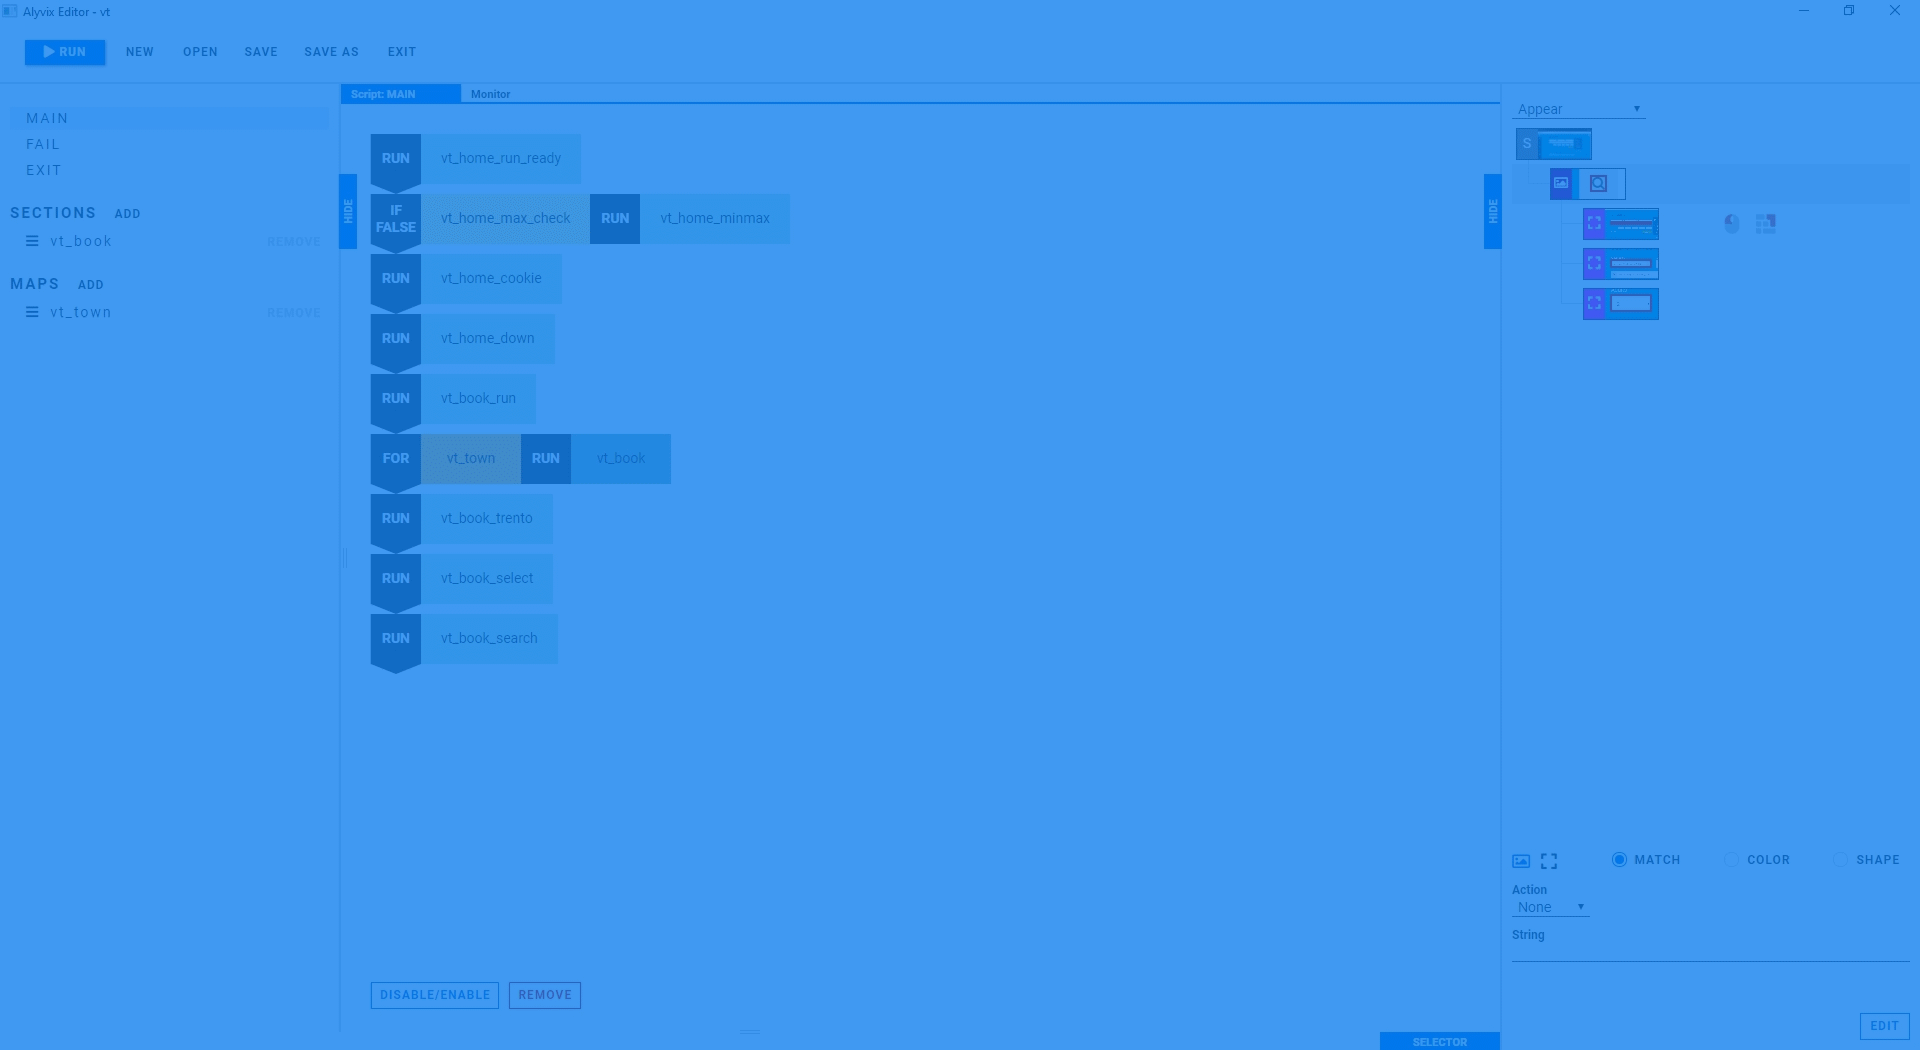 Alyvix Editor - vt
RUN NEW OPEN SAVE SAVE AS EXIT
Script: MAIN Monitor
MAIN
FAIL
EXIT
SECTIONS ADD
vt_book REMOVE
MAPS ADD
vt_town REMOVE
HIDE
RUN vt_home_run_ready
IF FALSE vt_home_max_check RUN vt_home_minmax
RUN vt_home_cookie
RUN vt_home_down
RUN vt_book_run
FOR vt_town RUN vt_book
RUN vt_book_trento
RUN vt_book_select
RUN vt_book_search
DISABLE/ENABLE REMOVE
SELECTOR
HIDE
Appear
S
MATCH COLOR SHAPE
Action
None
String
EDIT